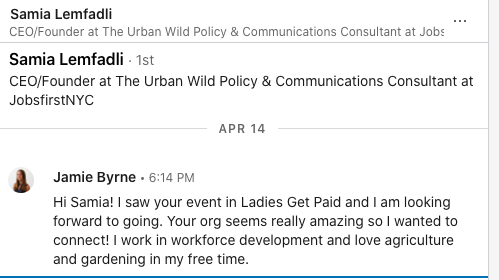 Samia Lemfadli
CEO/Founder at The Urban Wild Policy & Communications Consultant at Jobs
Samia Lemfadli · 1st
CEO/Founder at The Urban Wild Policy & Communications Consultant at
JobsfirstNYC
APR 14
Jamie Byrne • 6:14 PM
Hi Samia! I saw your event in Ladies Get Paid and I am looking
forward to going. Your org seems really amazing so I wanted to
connect! I work in workforce development and love agriculture
and gardening in my free time.